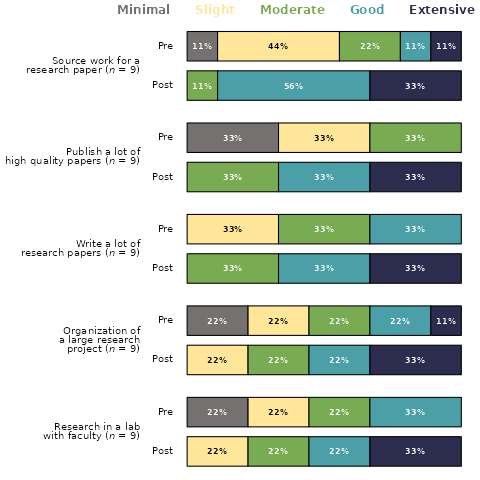 Minimal Slight Moderate Good Extensive
Pre 11% 44% 22% 11% 11%
Source work for a
research paper (n = 9)
Post 11% 56% 33%
Pre 33% 33% 33%
Publish a lot of
high quality papers (n = 9)
Post 33% 33% 33%
Pre 33% 33% 33%
Write a lot of
research papers (n = 9)
Post 33% 33% 33%
Pre 22% 22% 22% 22% 11%
Organization of
a large research
project (n = 9)
Post 22% 22% 22% 33%
Pre 22% 22% 22% 33%
Research in a lab
with faculty (n = 9)
Post 22% 22% 22% 33%